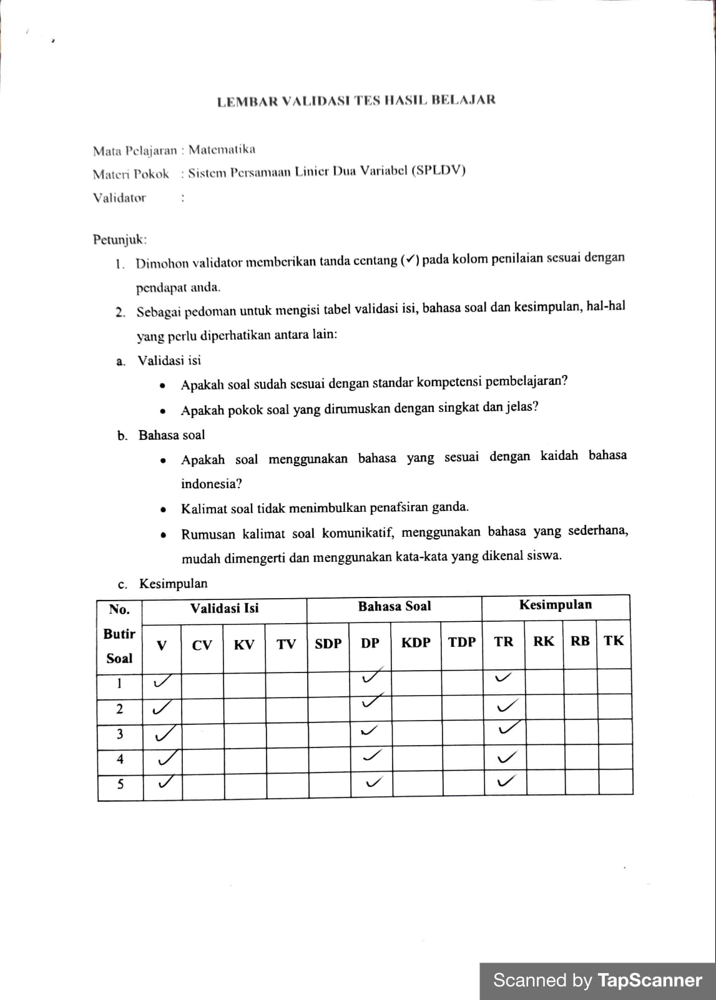 LEMBAR VALIDASI TES HASIL BELAJAR
Mata Pelajaran : Matematika
Materi Pokok : Sistem Persamaan Linier Dua Variabel (SPLDV)
Validator :
Petunjuk:
1. Dimohon validator memberikan tanda centang (✓) pada kolom penilaian sesuai dengan
pendapat anda.
2. Sebagai pedoman untuk mengisi tabel validasi isi, bahasa soal dan kesimpulan, hal-hal
yang perlu diperhatikan antara lain:
a. Validasi isi
• Apakah soal sudah sesuai dengan standar kompetensi pembelajaran?
• Apakah pokok soal yang dirumuskan dengan singkat dan jelas?
b. Bahasa soal
• Apakah soal menggunakan bahasa yang sesuai dengan kaidah bahasa
indonesia?
• Kalimat soal tidak menimbulkan penafsiran ganda.
• Rumusan kalimat soal komunikatif, menggunakan bahasa yang sederhana,
mudah dimengerti dan menggunakan kata-kata yang dikenal siswa.
c. Kesimpulan
No. Butir Soal Validasi Isi Bahasa Soal Kesimpulan
V CV KV TV SDP DP KDP TDP TR RK RB TK
1 ✓ ✓ ✓
2 ✓ ✓ ✓
3 ✓ ✓ ✓
4 ✓ ✓ ✓
5 ✓ ✓ ✓
Scanned by TapScanner